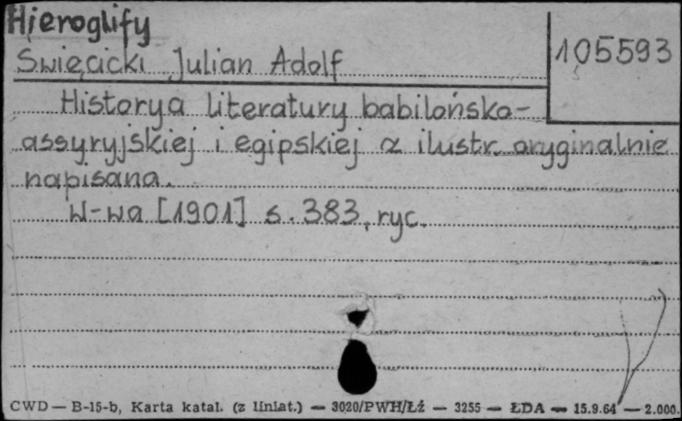 Hieroglify
Święcicki Julian Adolf
105593
Historya literatury babilońsko-
assyryjskiej i egipskiej z ilustr. oryginalnie
napisana.
W-wa [1901] s. 383, ryc.
CWD — B-15-b, Karta katal. (z liniat.) — 3020/PWH/Łź — 3255 — ŁDA — 15.9.64 — 2.000.